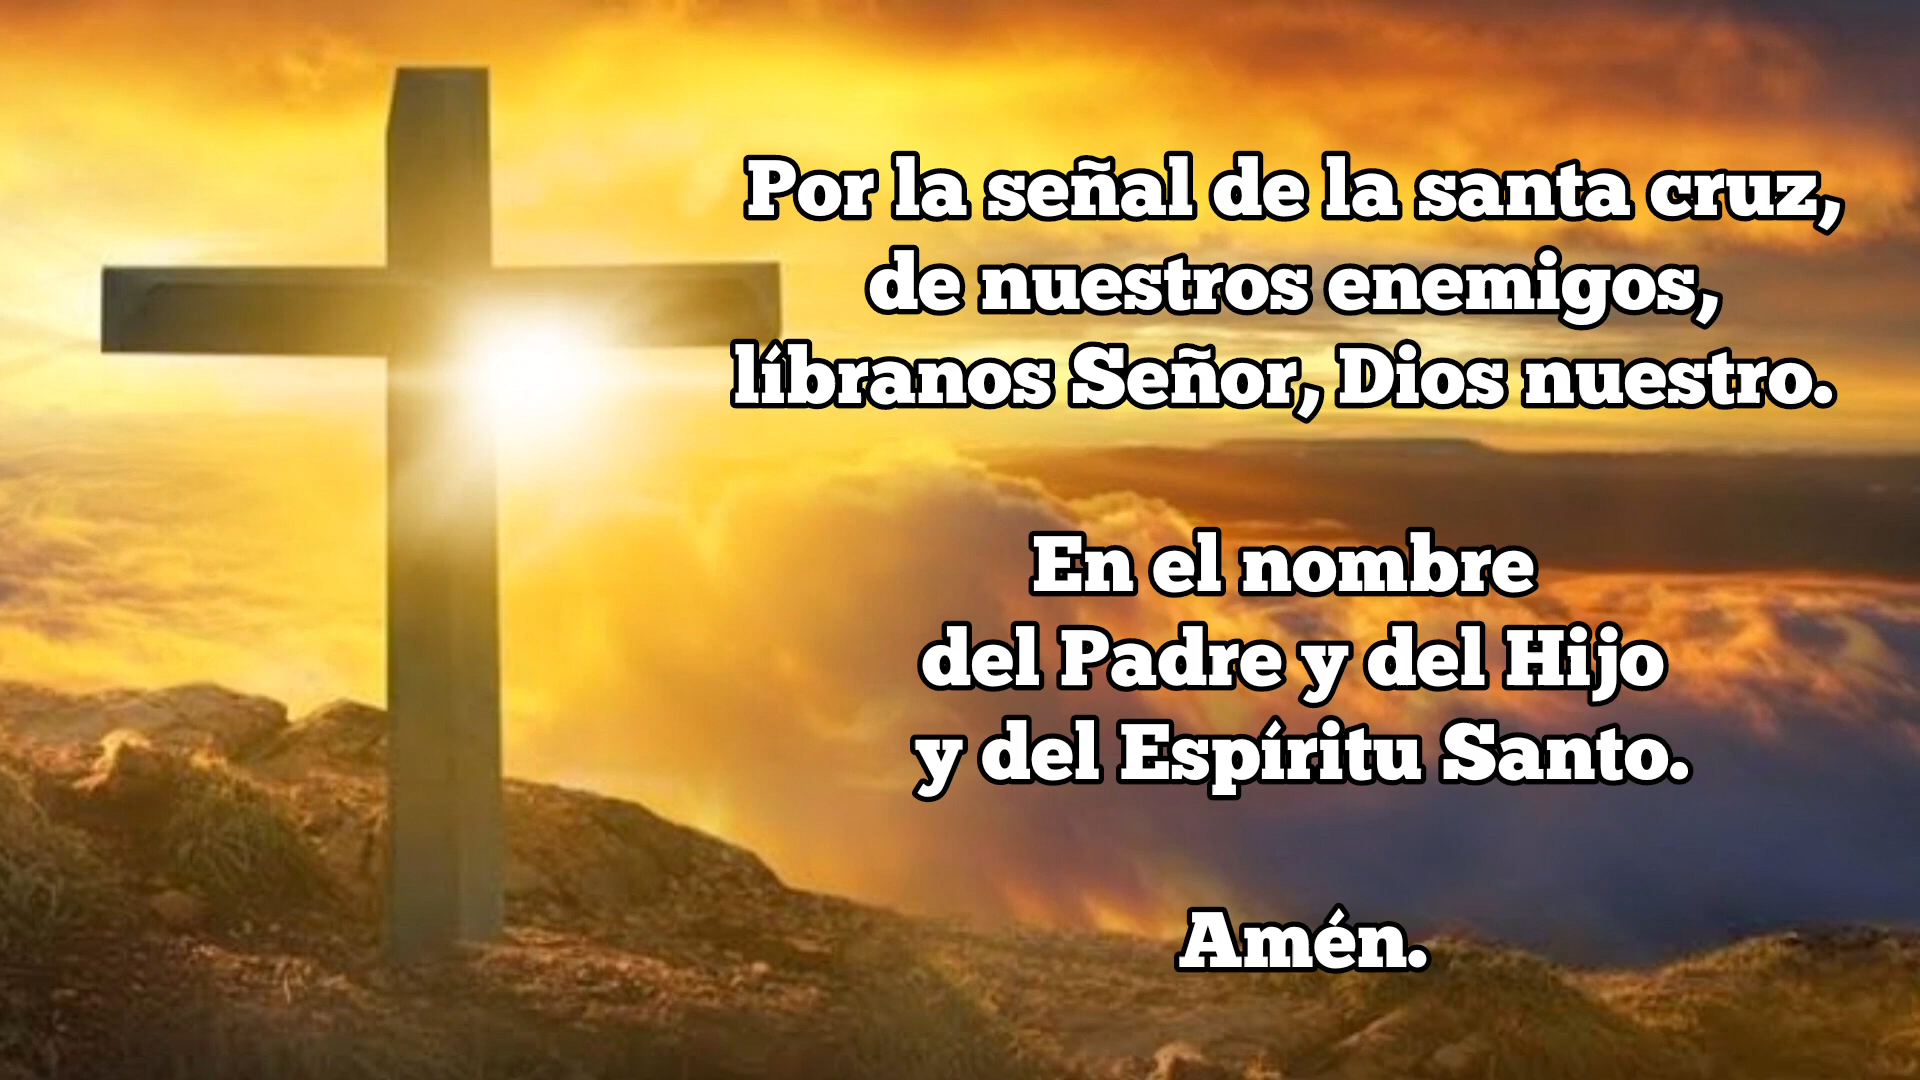 Por la señal de la santa cruz,
de nuestros enemigos,
líbranos Señor, Dios nuestro.
En el nombre
del Padre y del Hijo
y del Espíritu Santo.
Amén.